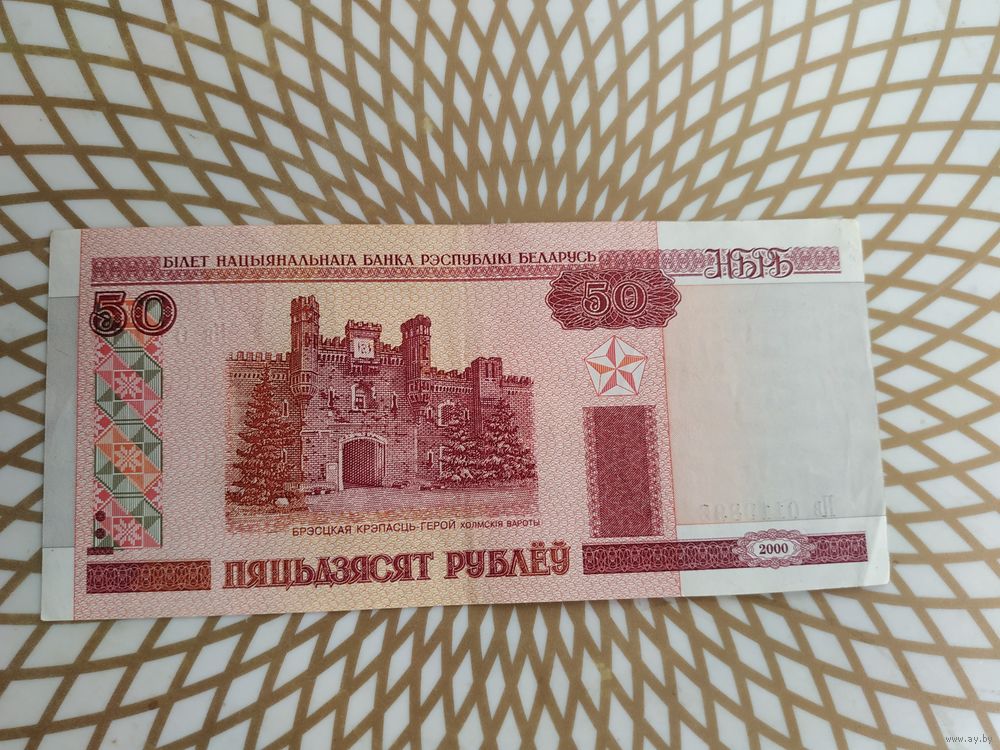 БІЛЕТ НАЦЫЯНАЛЬНАГА БАНКА РЭСПУБЛІКІ БЕЛАРУСЬ
НБРБ
50
50
БРЭСЦКАЯ КРЭПАСЦЬ-ГЕРОЙ ХОЛМСКІЯ ВАРОТЫ
ПЯЦЬДЗЯСЯТ РУБЛЁЎ
2000
www.ay.by